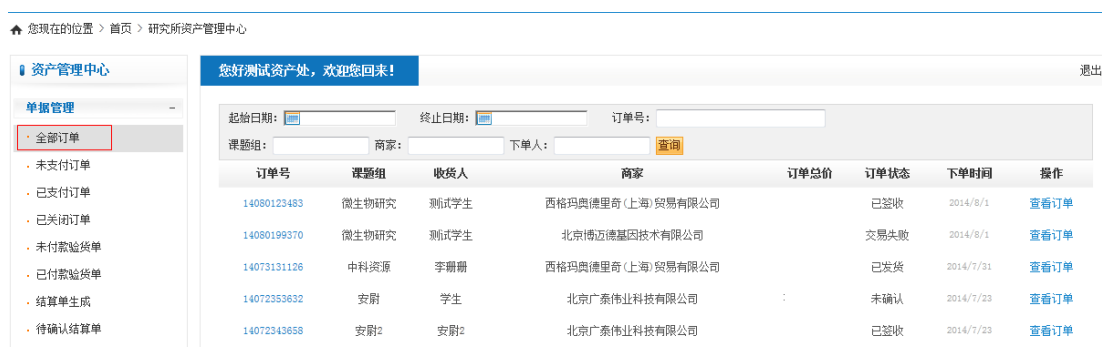 您现在的位置 > 首页 > 研究所资产管理中心
资产管理中心
单据管理 -
全部订单
未支付订单
已支付订单
已关闭订单
未付款验货单
已付款验货单
结算单生成
待确认结算单
您好测试资产处，欢迎您回来！ 退出
起始日期： 终止日期： 订单号：
课题组： 商家： 下单人： 查询
订单号 课题组 收货人 商家 订单总价 订单状态 下单时间 操作
14080123483 微生物研究 测试学生 西格玛奥德里奇(上海)贸易有限公司 已签收 2014/8/1 查看订单
14080199370 微生物研究 测试学生 北京博迈德基因技术有限公司 交易失败 2014/8/1 查看订单
14073131126 中科资源 李珊珊 西格玛奥德里奇(上海)贸易有限公司 已发货 2014/7/31 查看订单
14072353632 安尉 学生 北京广泰伟业科技有限公司 未确认 2014/7/23 查看订单
14072343658 安尉2 安尉2 北京广泰伟业科技有限公司 已签收 2014/7/23 查看订单